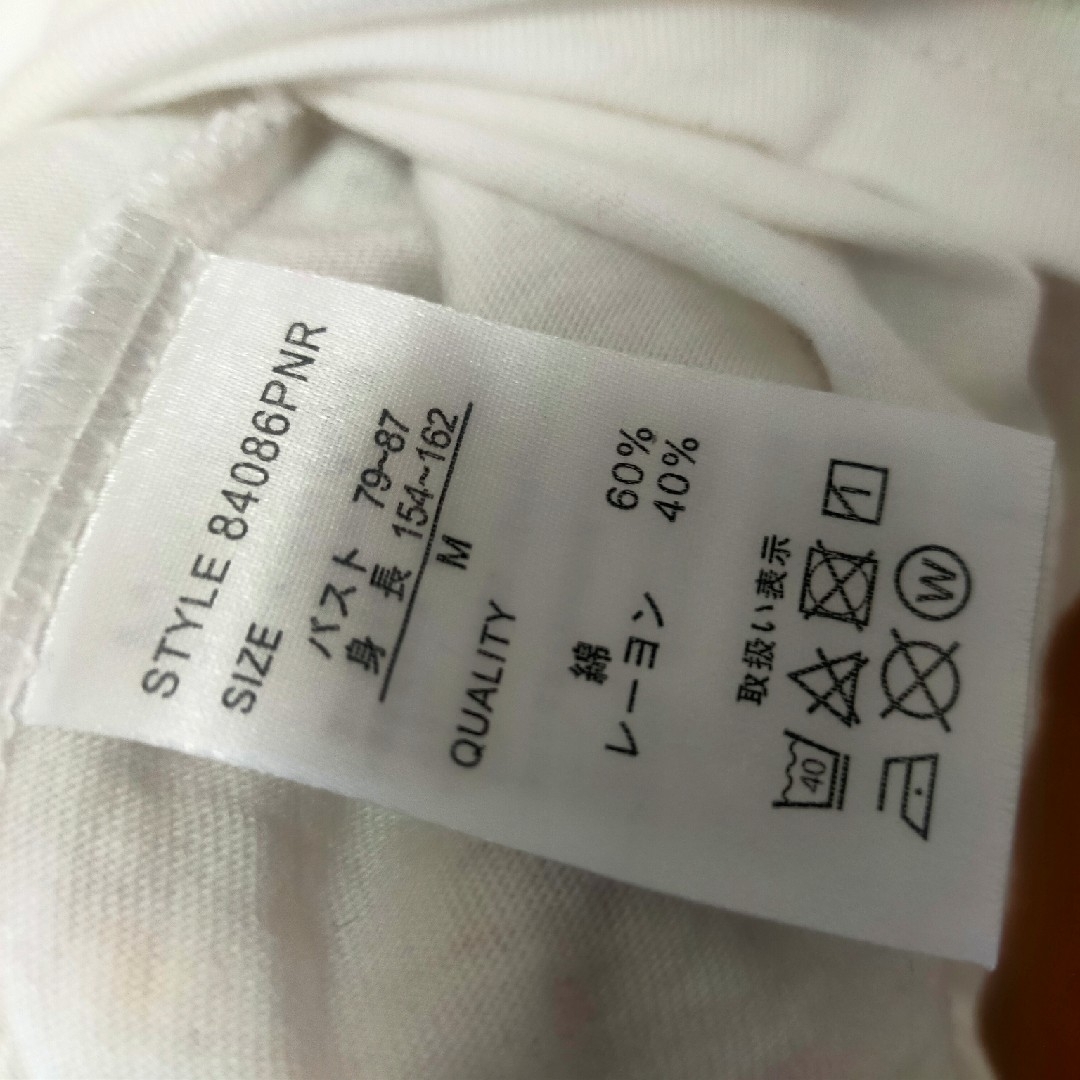 STYLE 84086PNR
SIZE
バスト 79~87
身 長 154~162
M
QUALITY
綿 60%
レーヨン 40%
取扱い表示
40
W